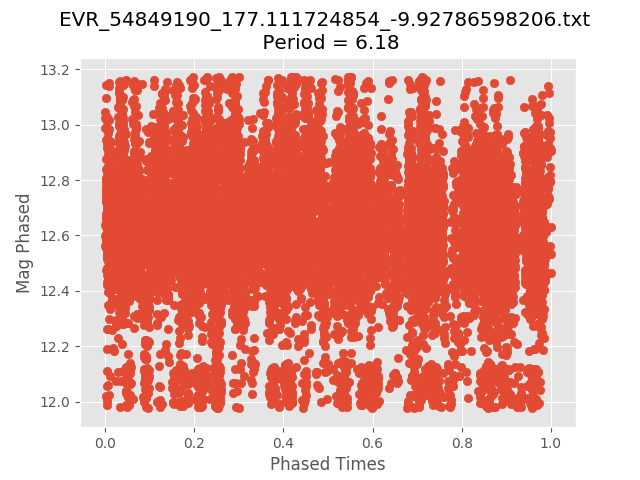 EVR_54849190_177.111724854_-9.92786598206.txt
Period = 6.18
13.2
13.0
12.8
12.6
12.4
12.2
12.0
Mag Phased
0.0 0.2 0.4 0.6 0.8 1.0
Phased Times